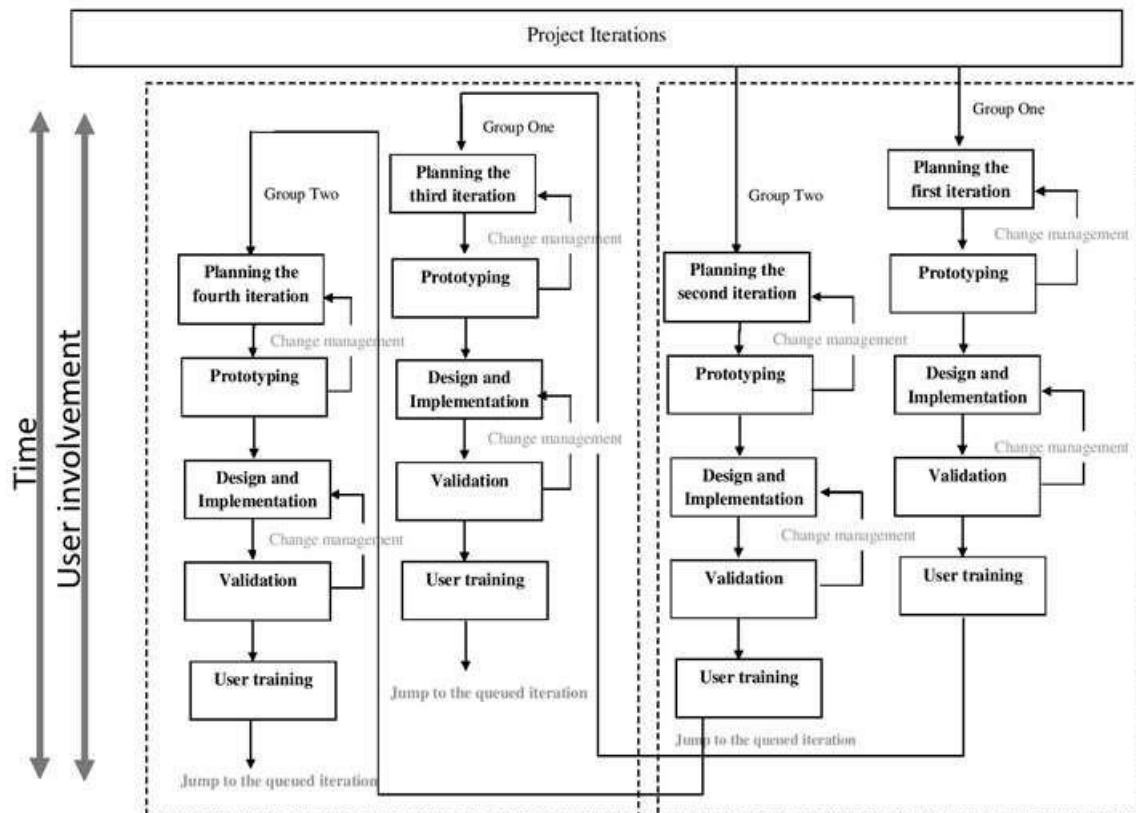 Project Iterations
Time
User involvement
Group Two
Planning the
fourth iteration
Change management
Prototyping
Design and
Implementation
Change management
Validation
User training
Jump to the queued iteration
Group One
Planning the
third iteration
Change management
Prototyping
Design and
Implementation
Change management
Validation
User training
Jump to the queued iteration
Group Two
Planning the
second iteration
Change management
Prototyping
Design and
Implementation
Change management
Validation
User training
Jump to the queued iteration
Group One
Planning the
first iteration
Change management
Prototyping
Design and
Implementation
Change management
Validation
User training